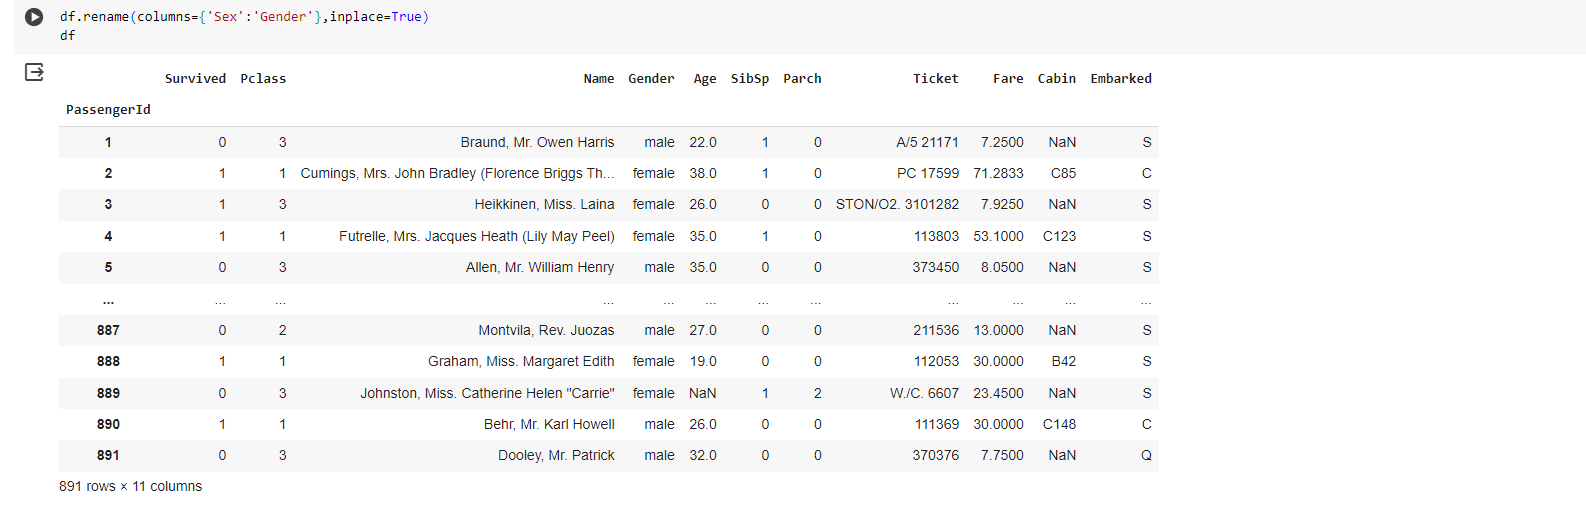 df.rename(columns={'Sex':'Gender'},inplace=True)
df
Survived Pclass Name Gender Age SibSp Parch Ticket Fare Cabin Embarked
PassengerId
1 0 3 Braund, Mr. Owen Harris male 22.0 1 0 A/5 21171 7.2500 NaN S
2 1 1 Cumings, Mrs. John Bradley (Florence Briggs Th... female 38.0 1 0 PC 17599 71.2833 C85 C
3 1 3 Heikkinen, Miss. Laina female 26.0 0 0 STON/O2. 3101282 7.9250 NaN S
4 1 1 Futrelle, Mrs. Jacques Heath (Lily May Peel) female 35.0 1 0 113803 53.1000 C123 S
5 0 3 Allen, Mr. William Henry male 35.0 0 0 373450 8.0500 NaN S
... ... ... ... ... ... ... ... ... ... ... ...
887 0 2 Montvila, Rev. Juozas male 27.0 0 0 211536 13.0000 NaN S
888 1 1 Graham, Miss. Margaret Edith female 19.0 0 0 112053 30.0000 B42 S
889 0 3 Johnston, Miss. Catherine Helen "Carrie" female NaN 1 2 W./C. 6607 23.4500 NaN S
890 1 1 Behr, Mr. Karl Howell male 26.0 0 0 111369 30.0000 C148 C
891 0 3 Dooley, Mr. Patrick male 32.0 0 0 370376 7.7500 NaN Q
891 rows × 11 columns